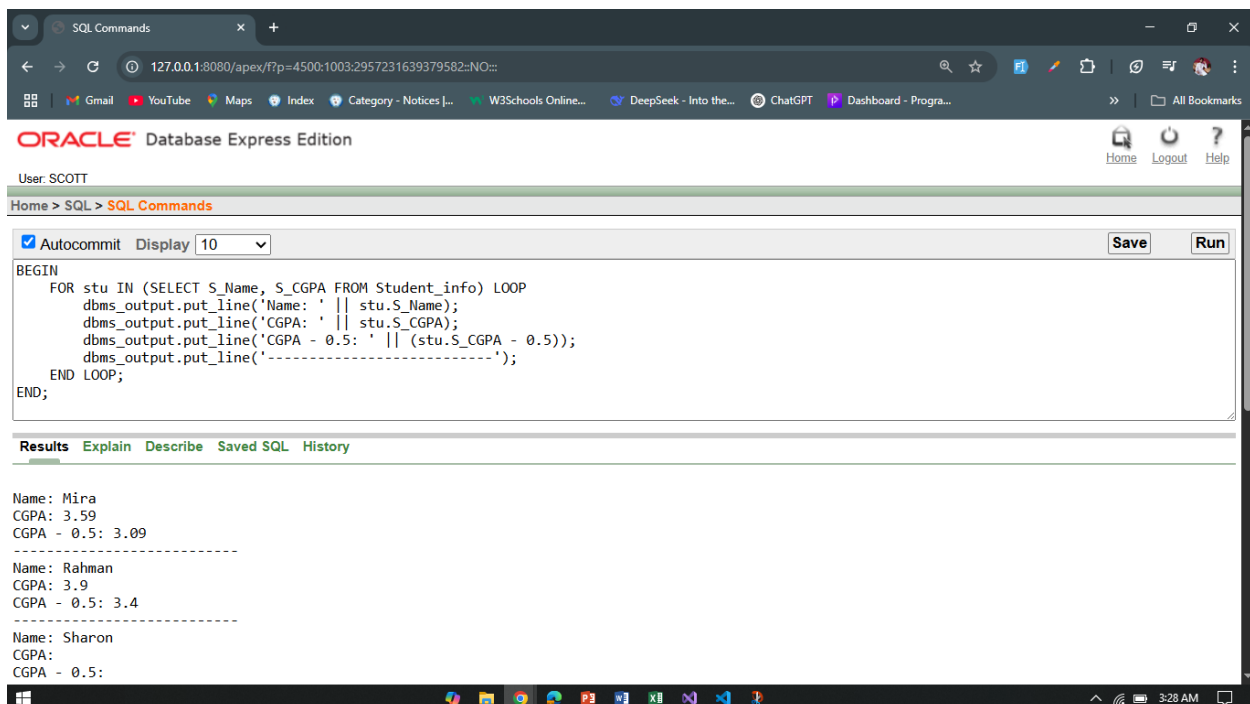 SQL Commands
127.0.0.1:8080/apex/f?p=4500:1003:2957231639379582::NO:::
Gmail YouTube Maps Index Category - Notices |... W3Schools Online... DeepSeek - Into the... ChatGPT Dashboard - Progra... » All Bookmarks
ORACLE Database Express Edition
Home Logout Help
User: SCOTT
Home > SQL > SQL Commands
Autocommit Display 10 Save Run
BEGIN
    FOR stu IN (SELECT S_Name, S_CGPA FROM Student_info) LOOP
        dbms_output.put_line('Name: ' || stu.S_Name);
        dbms_output.put_line('CGPA: ' || stu.S_CGPA);
        dbms_output.put_line('CGPA - 0.5: ' || (stu.S_CGPA - 0.5));
        dbms_output.put_line('---------------------------');
    END LOOP;
END;
Results Explain Describe Saved SQL History
Name: Mira
CGPA: 3.59
CGPA - 0.5: 3.09
---------------------------
Name: Rahman
CGPA: 3.9
CGPA - 0.5: 3.4
---------------------------
Name: Sharon
CGPA:
CGPA - 0.5:
3:28 AM